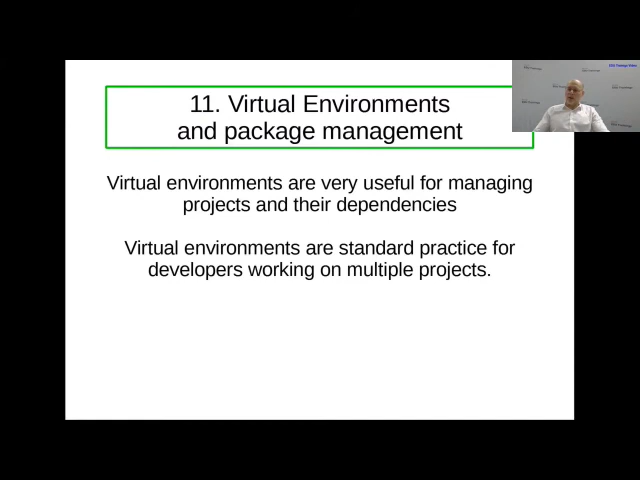 11. Virtual Environments
and package management
Virtual environments are very useful for managing
projects and their dependencies
Virtual environments are standard practice for
developers working on multiple projects.